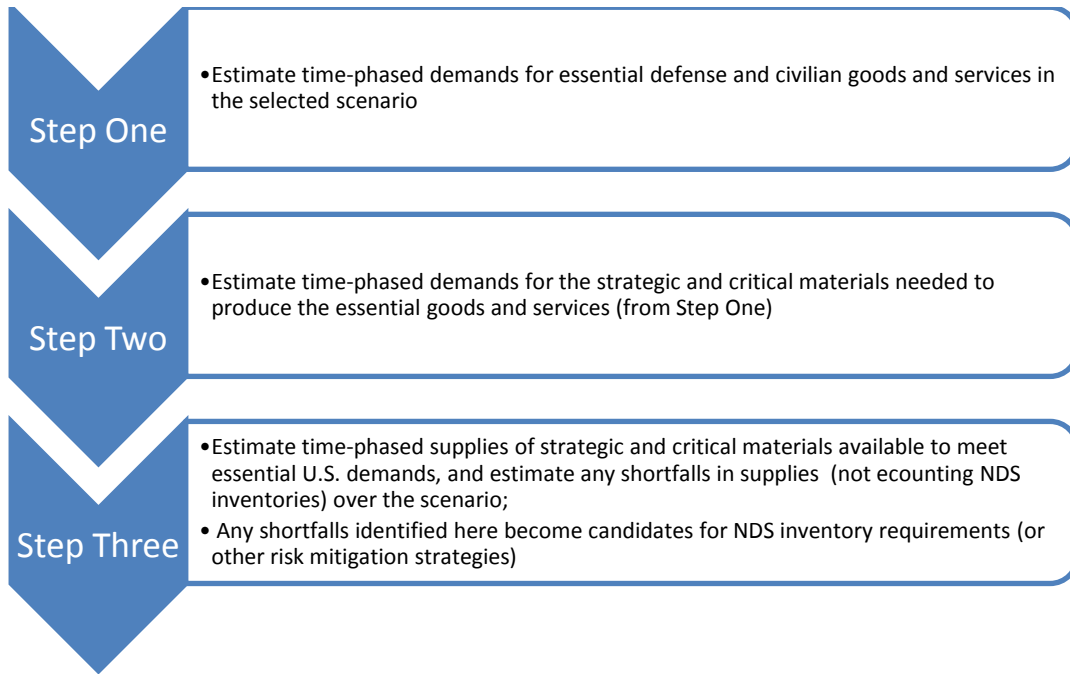 Step One
•Estimate time-phased demands for essential defense and civilian goods and services in
the selected scenario
Step Two
•Estimate time-phased demands for the strategic and critical materials needed to
produce the essential goods and services (from Step One)
Step Three
•Estimate time-phased supplies of strategic and critical materials available to meet
essential U.S. demands, and estimate any shortfalls in supplies (not ecounting NDS
inventories) over the scenario;
• Any shortfalls identified here become candidates for NDS inventory requirements (or
other risk mitigation strategies)